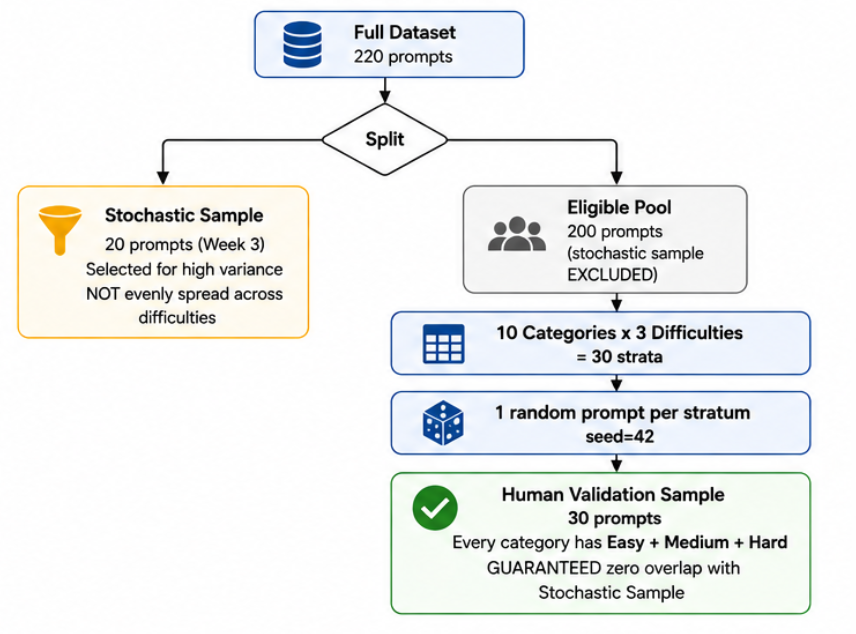 Full Dataset
220 prompts
Split
Stochastic Sample
20 prompts (Week 3)
Selected for high variance
NOT evenly spread across
difficulties
Eligible Pool
200 prompts
(stochastic sample
EXCLUDED)
10 Categories x 3 Difficulties
= 30 strata
1 random prompt per stratum
seed=42
Human Validation Sample
30 prompts
Every category has Easy + Medium + Hard
GUARANTEED zero overlap with
Stochastic Sample